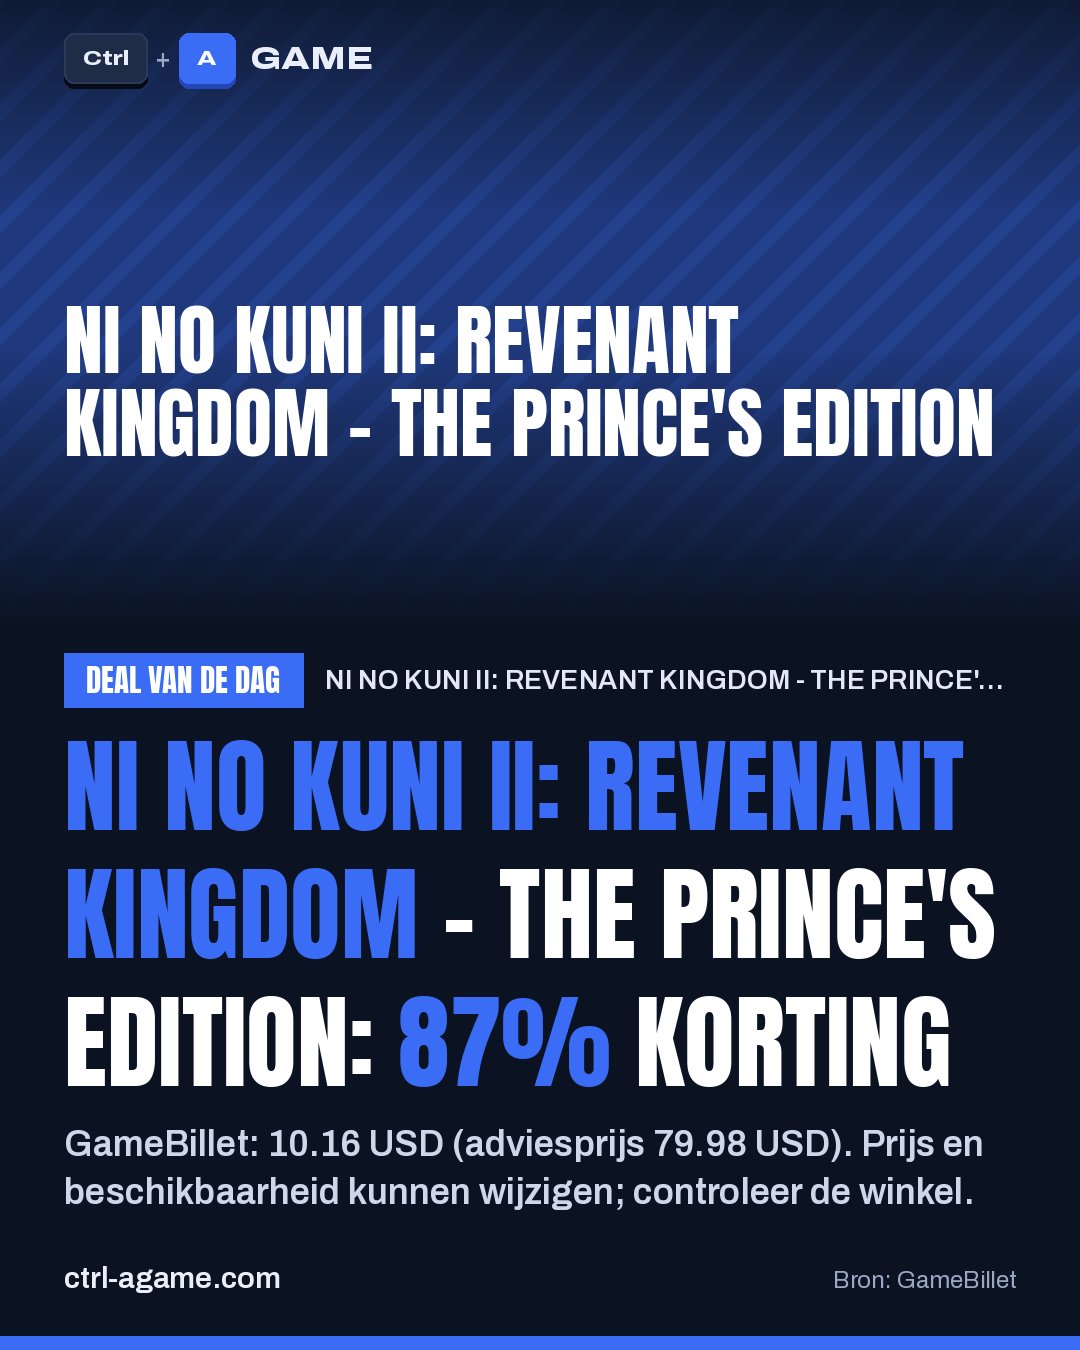 Ctrl + A GAME
NI NO KUNI II: REVENANT
KINGDOM - THE PRINCE'S EDITION
DEAL VAN DE DAG NI NO KUNI II: REVENANT KINGDOM - THE PRINCE'...
NI NO KUNI II: REVENANT
KINGDOM - THE PRINCE'S
EDITION: 87% KORTING
GameBillet: 10.16 USD (adviesprijs 79.98 USD). Prijs en
beschikbaarheid kunnen wijzigen; controleer de winkel.
ctrl-agame.com Bron: GameBillet